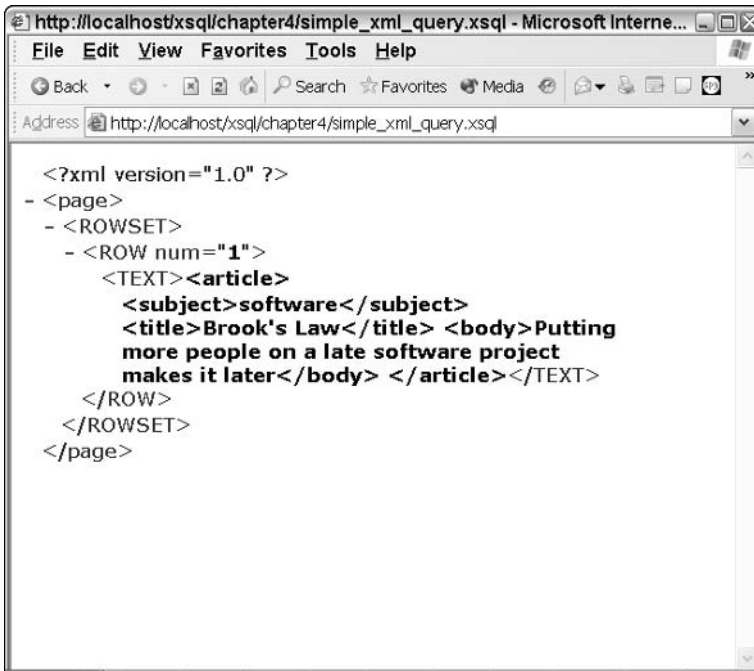 http://localhost/xsql/chapter4/simple_xml_query.xsql - Microsoft Interne...
File Edit View Favorites Tools Help
Back Search Favorites Media »
Address http://localhost/xsql/chapter4/simple_xml_query.xsql
<?xml version="1.0" ?>
- <page>
- <ROWSET>
- <ROW num="1">
<TEXT><article>
<subject>software</subject>
<title>Brook's Law</title> <body>Putting
more people on a late software project
makes it later</body> </article></TEXT>
</ROW>
</ROWSET>
</page>